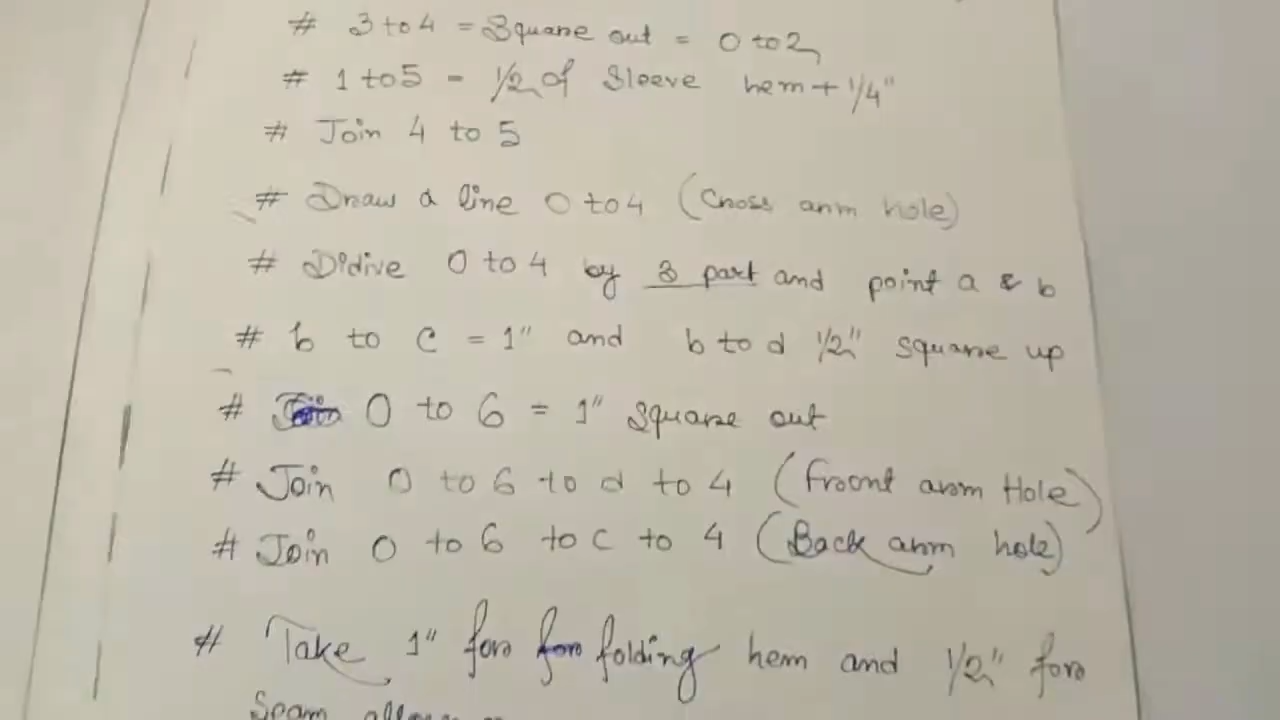 # 3 to 4 = Square out = 0 to 2
# 1 to 5 - 1/2 of Sleeve hem + 1/4"
# Join 4 to 5
# Draw a line 0 to 4 (Cross arm hole)
# Didive 0 to 4 by 3 part and point a & b
# b to c = 1" and b to d 1/2" square up
# 0 to 6 = 1" square out
# Join 0 to 6 to d to 4 (Froont arm Hole)
# Join 0 to 6 to c to 4 (Back arm hole)
# Take 1" for for folding hem and 1/2" for